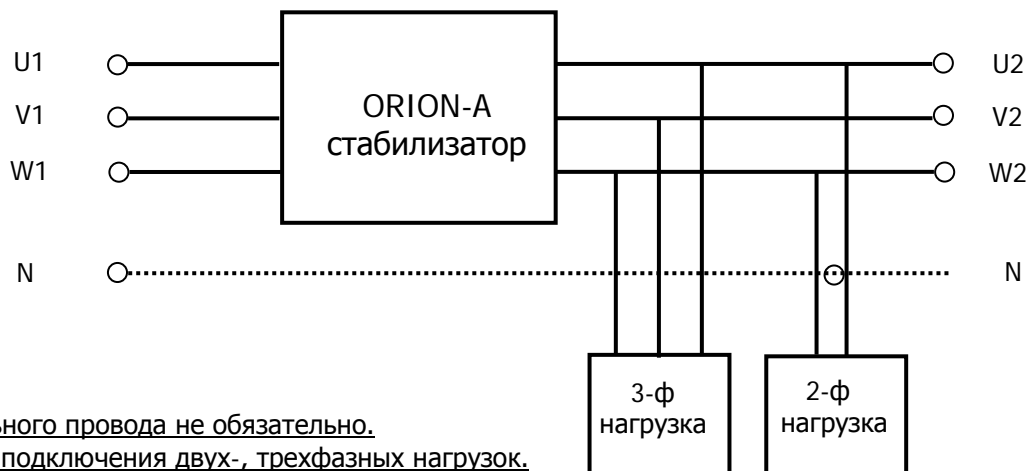 U1
U2
ORION-A
стабилизатор
V1
V2
W1
W2
N
N
3-ф
нагрузка
2-ф
нагрузка
провода не обязательно.
подключения двух-, трехфазных нагрузок.